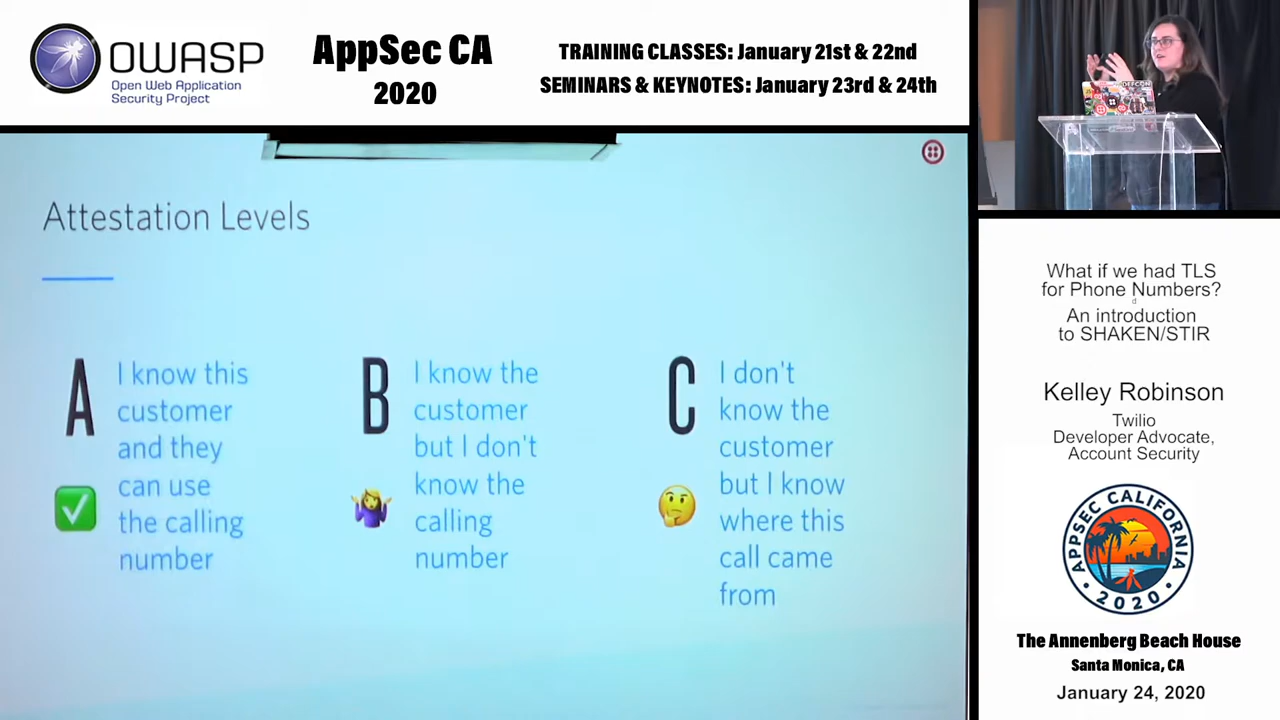 OWASP
Open Web Application
Security Project
AppSec CA
2020
TRAINING CLASSES: January 21st & 22nd
SEMINARS & KEYNOTES: January 23rd & 24th
Attestation Levels
A
I know this
customer
and they
can use
the calling
number
B
I know the
customer
but I don't
know the
calling
number
C
I don't
know the
customer
but I know
where this
call came
from
What if we had TLS
for Phone Numbers?
d
An introduction
to SHAKEN/STIR
Kelley Robinson
Twilio
Developer Advocate,
Account Security
APPSEC CALIFORNIA
• 2020 •
The Annenberg Beach House
Santa Monica, CA
January 24, 2020